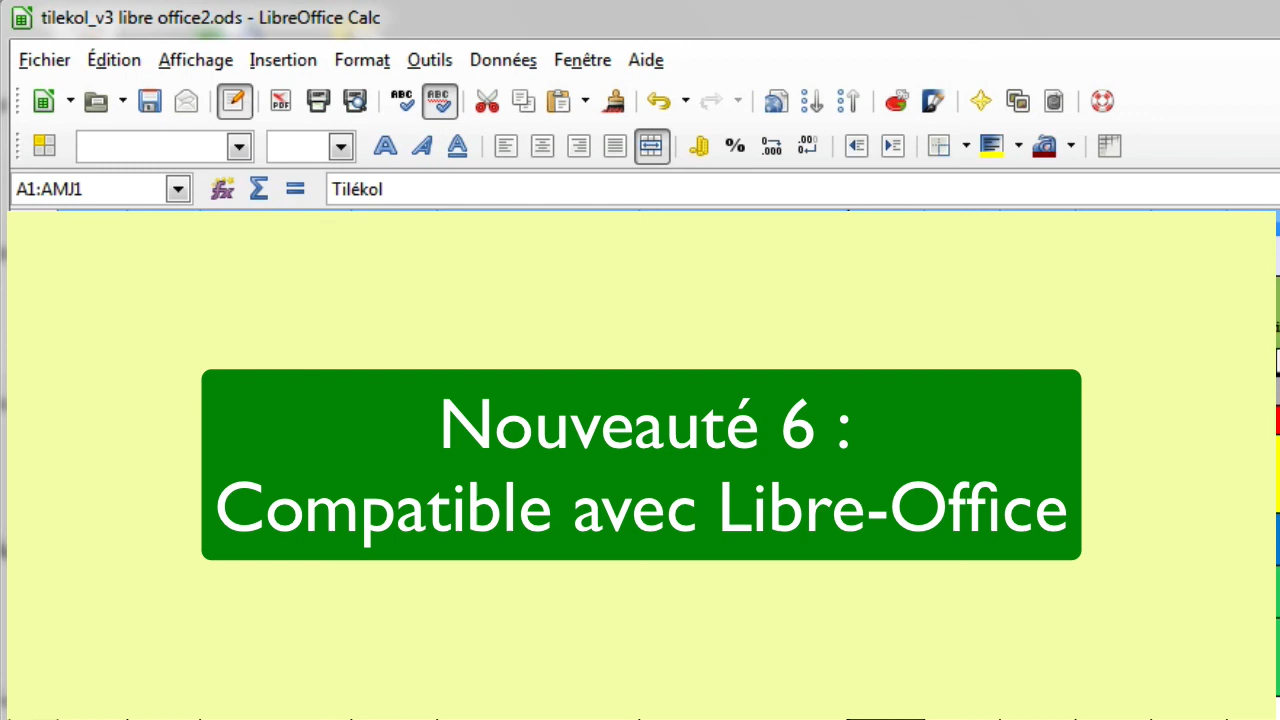 tilekol_v3 libre office2.ods - LibreOffice Calc
Fichier Édition Affichage Insertion Format Outils Données Fenêtre Aide
A1:AMJ1 Tilékol
Nouveauté 6 :
Compatible avec Libre-Office